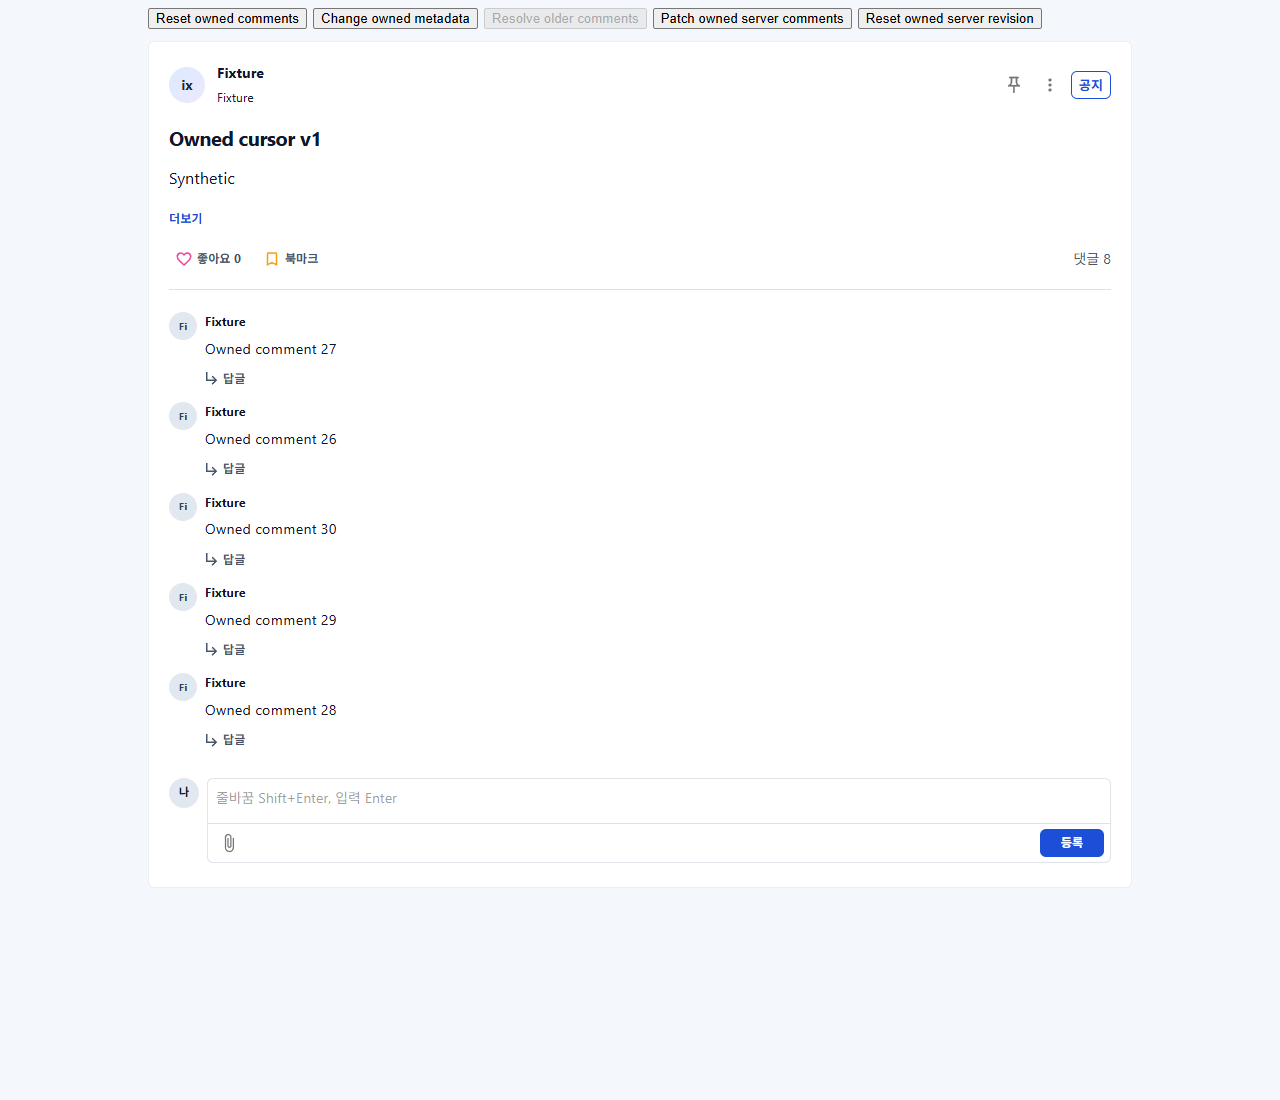 Reset owned comments Change owned metadata Resolve older comments Patch owned server comments Reset owned server revision
ix Fixture
Fixture
공지
Owned cursor v1
Synthetic
더보기
좋아요 0 북마크 댓글 8
Fi Fixture
Owned comment 27
답글
Fi Fixture
Owned comment 26
답글
Fi Fixture
Owned comment 30
답글
Fi Fixture
Owned comment 29
답글
Fi Fixture
Owned comment 28
답글
나 줄바꿈 Shift+Enter, 입력 Enter
등록